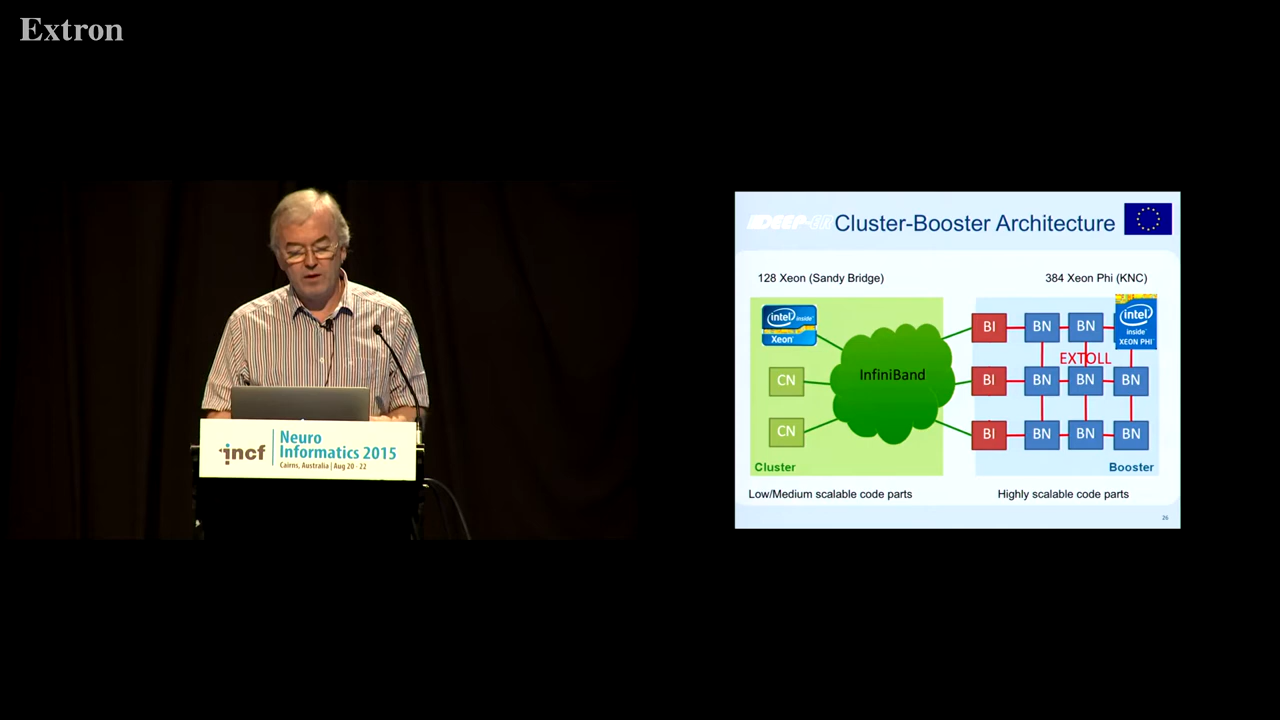 Extron
incf
Neuro
Informatics 2015
Cairns, Australia | Aug 20 - 22
DEEP-ER Cluster-Booster Architecture
128 Xeon (Sandy Bridge)
384 Xeon Phi (KNC)
intel inside
Xeon
CN
CN
Cluster
InfiniBand
BI BN BN
intel inside
XEON PHI
EXTOLL
BI BN BN BN
BI BN BN BN
Booster
Low/Medium scalable code parts
Highly scalable code parts
26